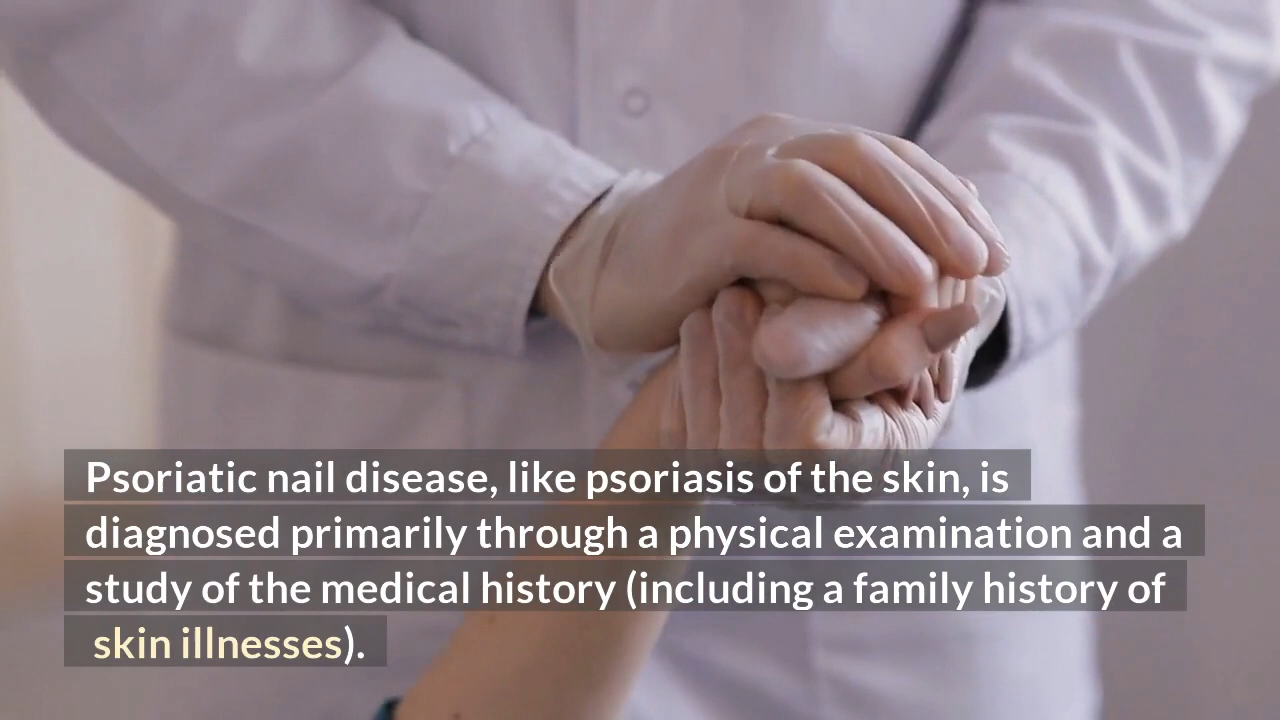 Psoriatic nail disease, like psoriasis of the skin, is
diagnosed primarily through a physical examination and a
study of the medical history (including a family history of
skin illnesses).